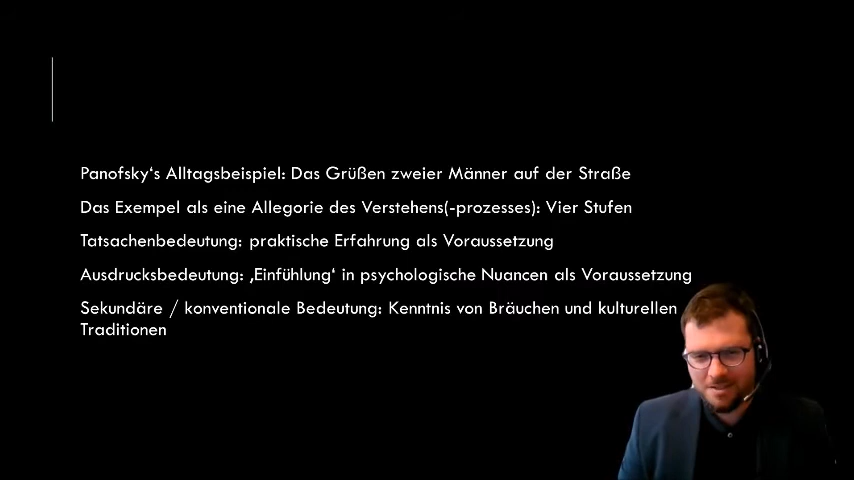 Panofsky‘s Alltagsbeispiel: Das Grüßen zweier Männer auf der Straße
Das Exempel als eine Allegorie des Verstehens(-prozesses): Vier Stufen
Tatsachenbedeutung: praktische Erfahrung als Voraussetzung
Ausdrucksbedeutung: ‚Einfühlung‘ in psychologische Nuancen als Voraussetzung
Sekundäre / konventionale Bedeutung: Kenntnis von Bräuchen und kulturellen
Traditionen